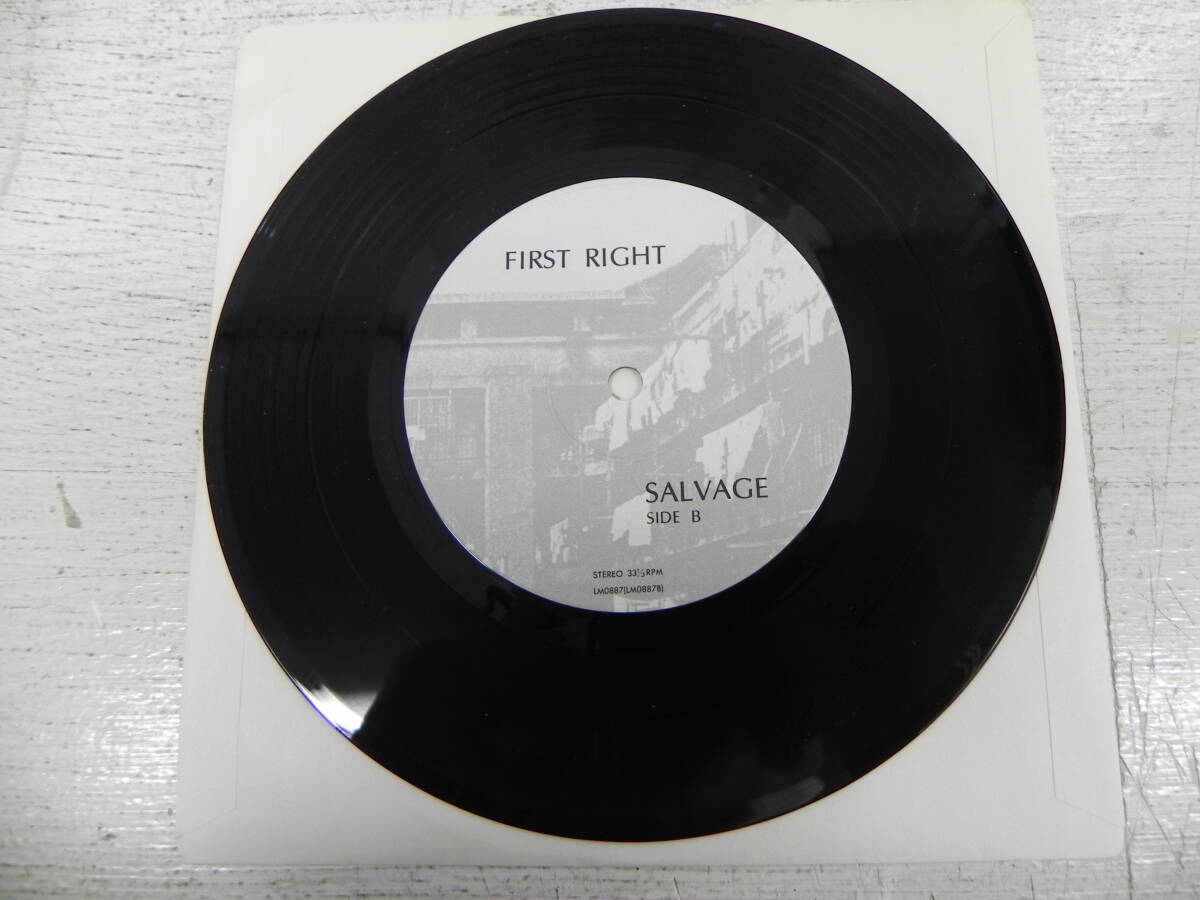 FIRST RIGHT
SALVAGE
SIDE B
STEREO 33⅓RPM
LM0887(LM0887B)